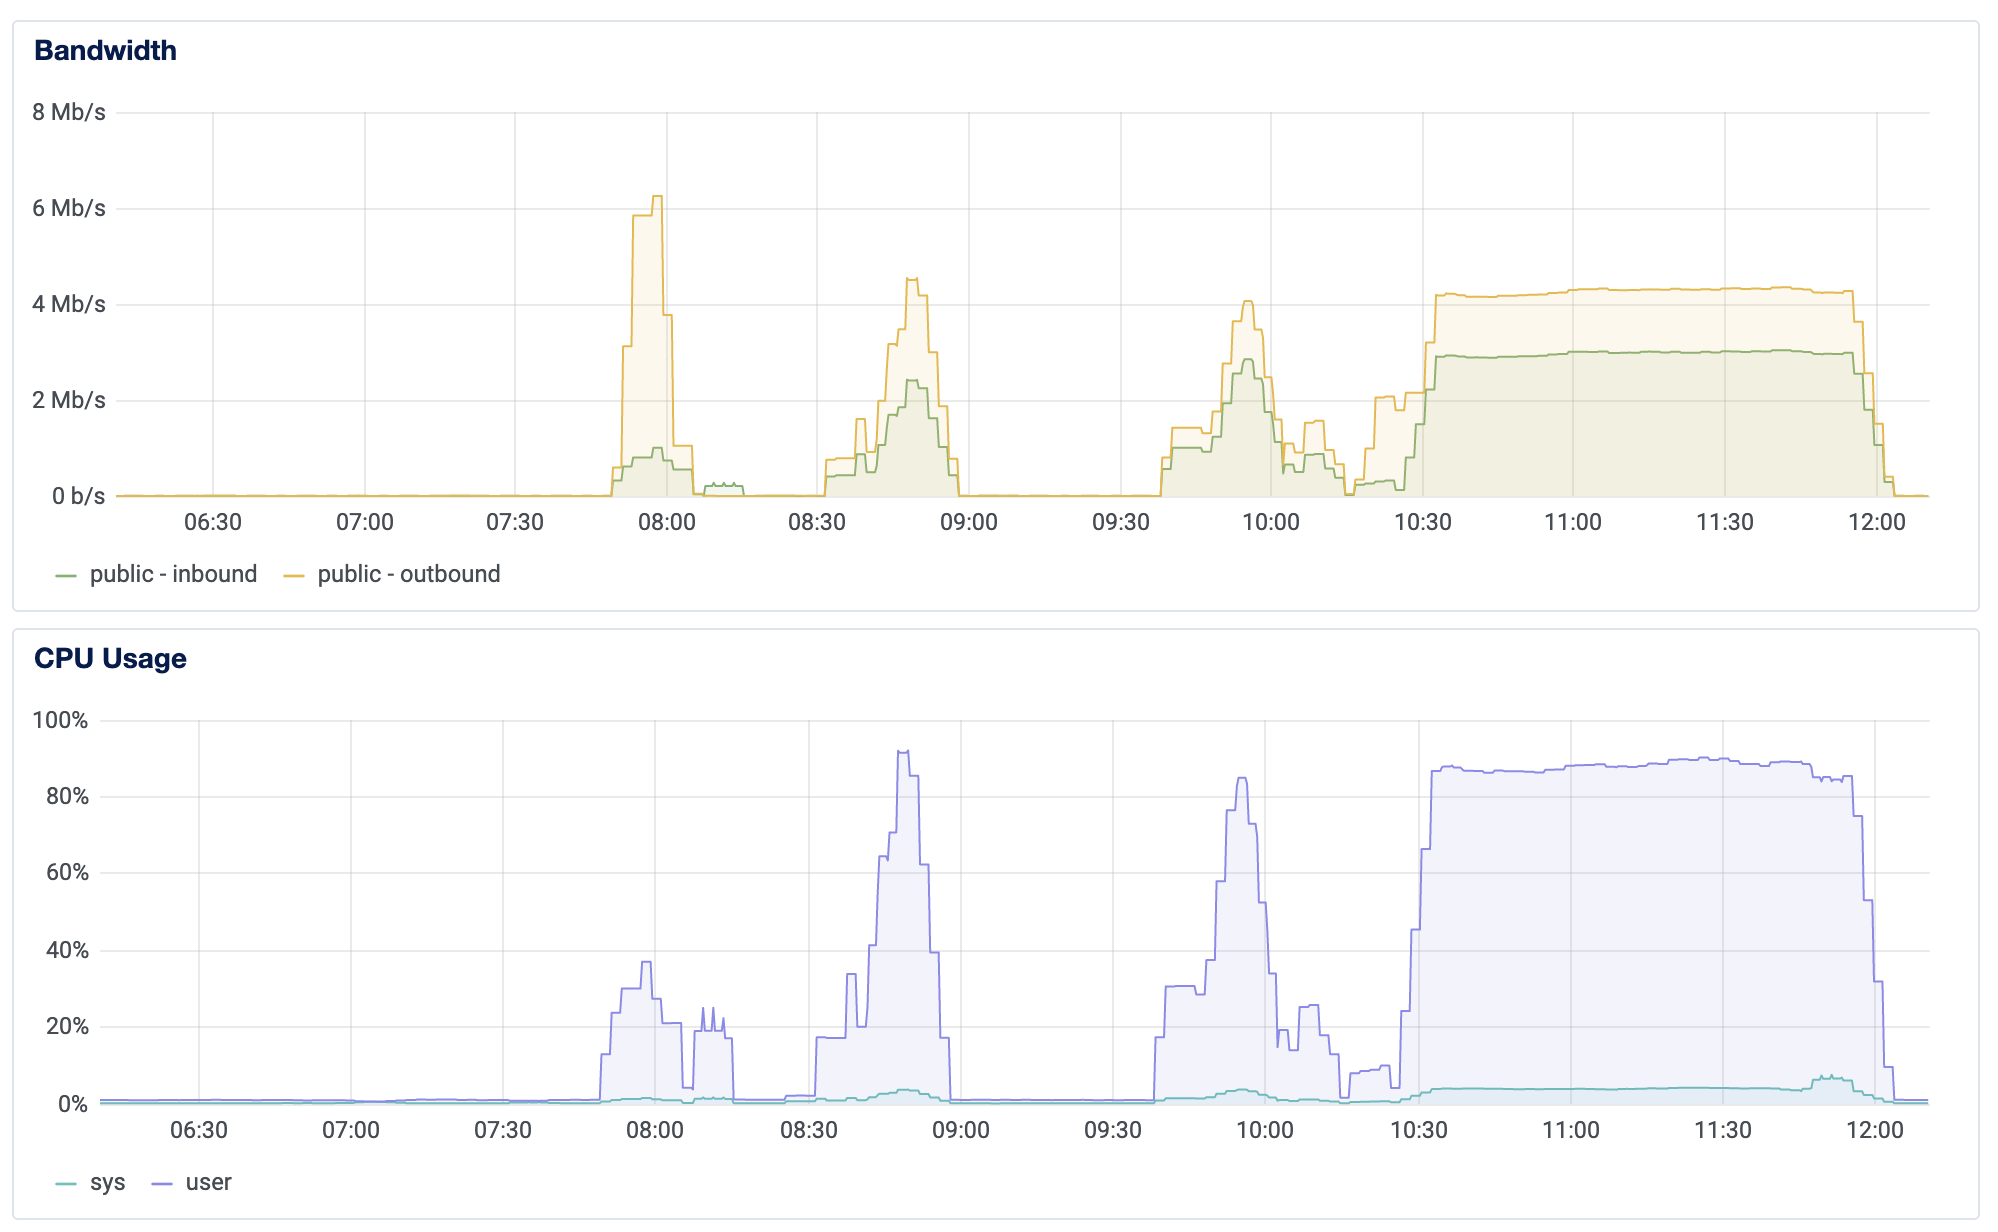 Bandwidth
8 Mb/s
6 Mb/s
4 Mb/s
2 Mb/s
0 b/s
06:30 07:00 07:30 08:00 08:30 09:00 09:30 10:00 10:30 11:00 11:30 12:00
public - inbound public - outbound
CPU Usage
100%
80%
60%
40%
20%
0%
06:30 07:00 07:30 08:00 08:30 09:00 09:30 10:00 10:30 11:00 11:30 12:00
sys user